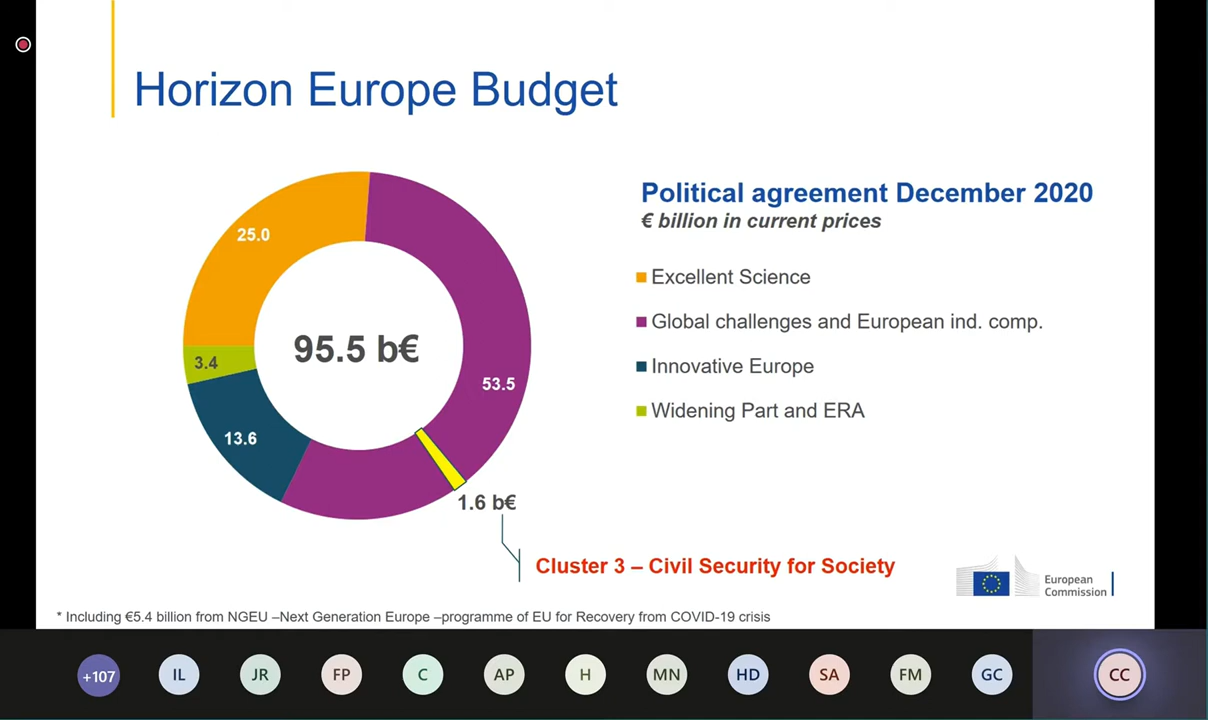 Horizon Europe Budget
Political agreement December 2020
€ billion in current prices
25.0
3.4
13.6
53.5
95.5 b€
1.6 b€
Excellent Science
Global challenges and European ind. comp.
Innovative Europe
Widening Part and ERA
Cluster 3 – Civil Security for Society
European
Commission
* Including €5.4 billion from NGEU –Next Generation Europe –programme of EU for Recovery from COVID-19 crisis
+107
IL
JR
FP
C
AP
H
MN
HD
SA
FM
GC
CC